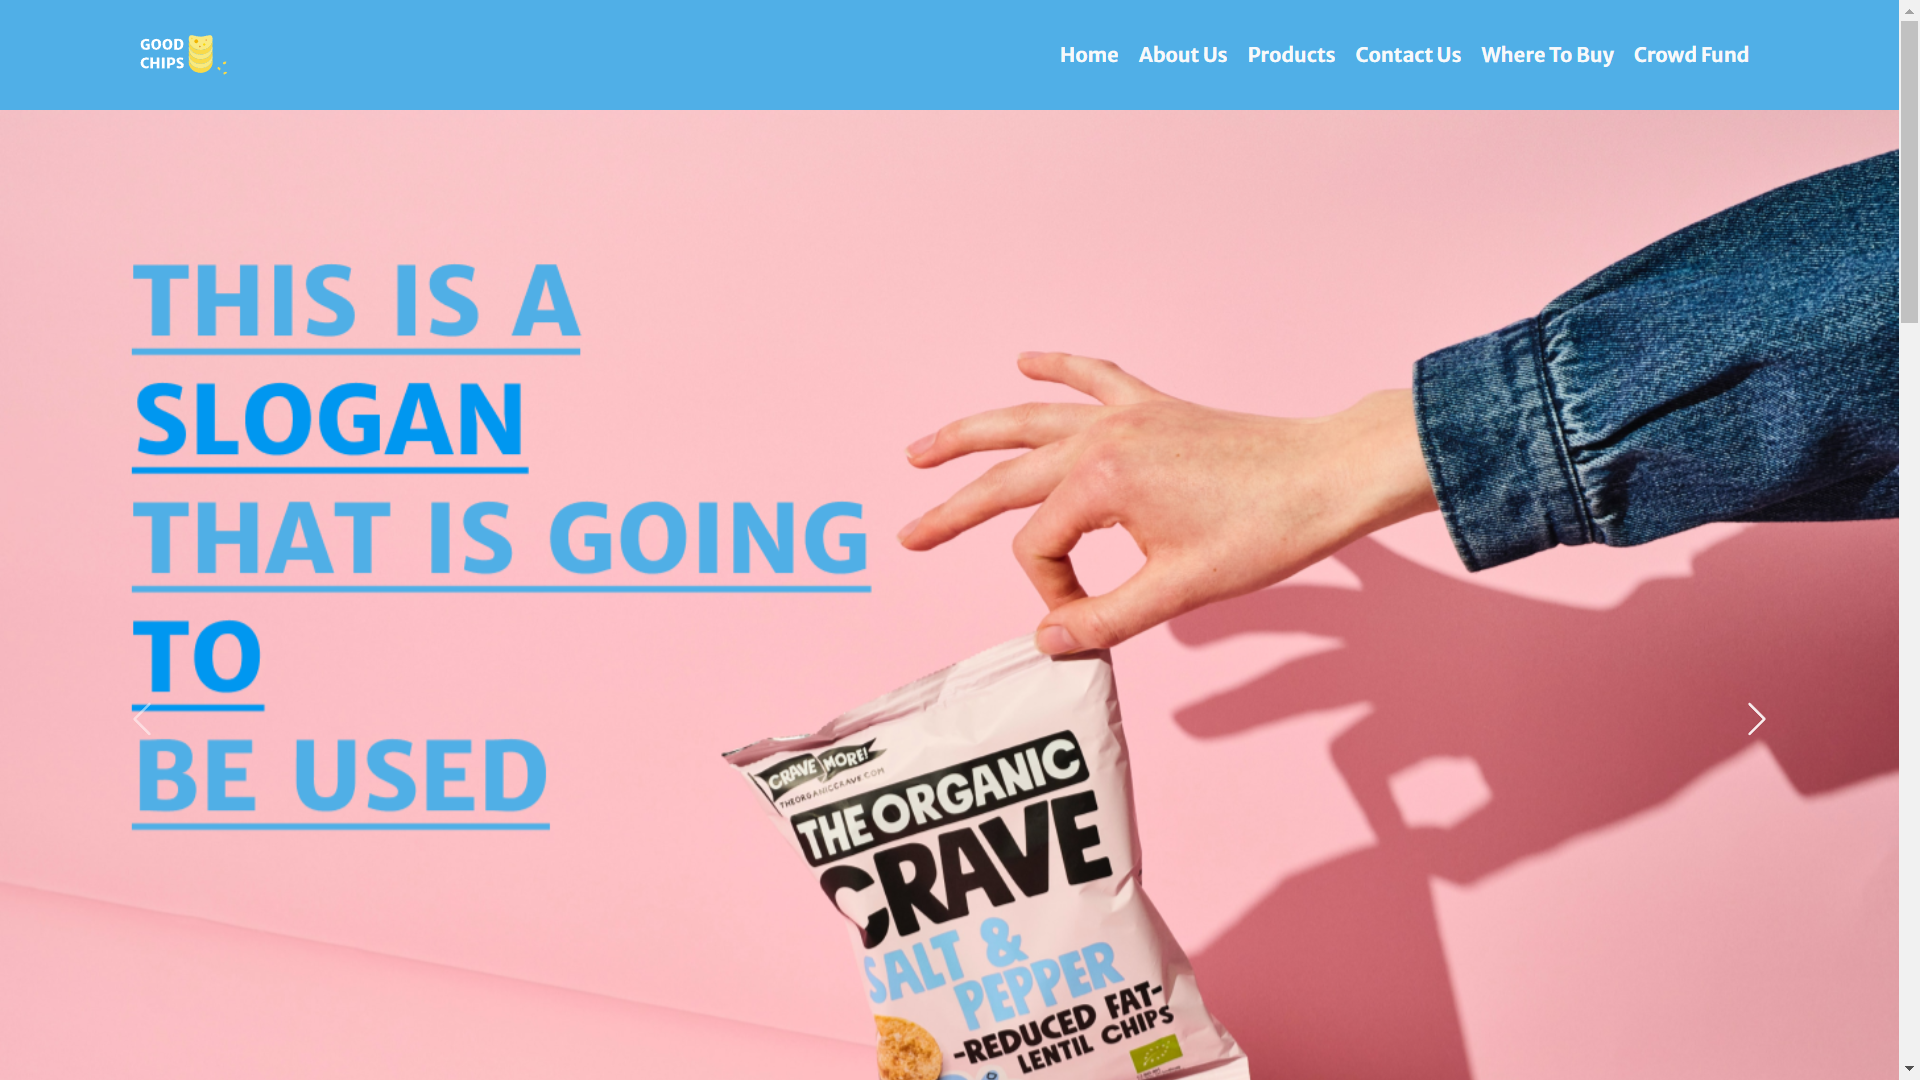 GOOD
CHIPS
Home About Us Products Contact Us Where To Buy Crowd Fund
THIS IS A
SLOGAN
THAT IS GOING
TO
BE USED
CRAVE MORE!
THEORGANICCRAVE.COM
THE ORGANIC
CRAVE
SALT &
PEPPER
-REDUCED FAT-
LENTIL CHIPS